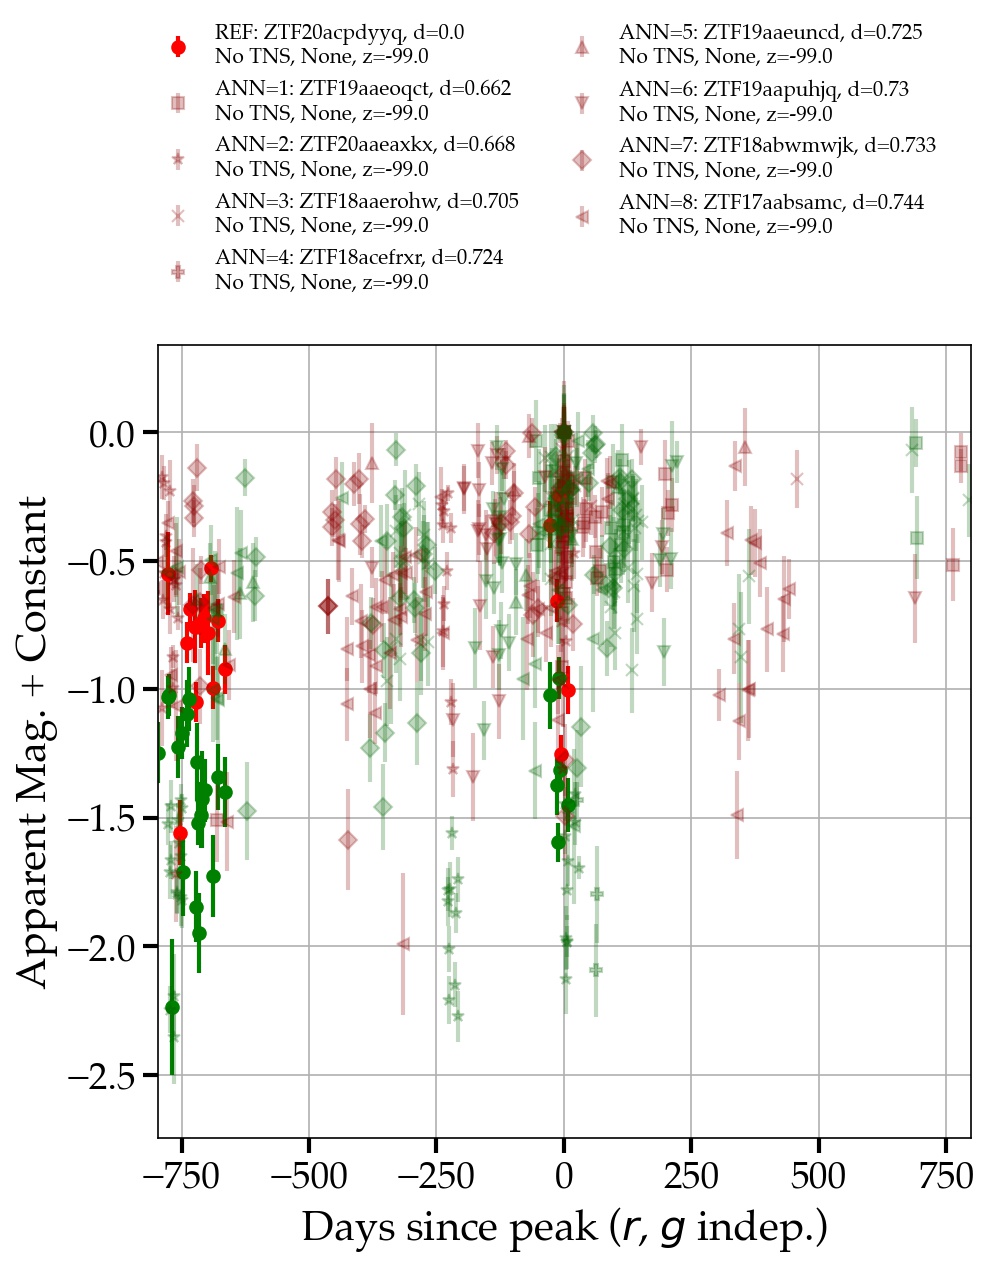 REF: ZTF20acpdyyq, d=0.0
No TNS, None, z=-99.0
ANN=1: ZTF19aaeoqct, d=0.662
No TNS, None, z=-99.0
ANN=2: ZTF20aaeaxkx, d=0.668
No TNS, None, z=-99.0
ANN=3: ZTF18aaerohw, d=0.705
No TNS, None, z=-99.0
ANN=4: ZTF18acefrxr, d=0.724
No TNS, None, z=-99.0
ANN=5: ZTF19aaeuncd, d=0.725
No TNS, None, z=-99.0
ANN=6: ZTF19aapuhjq, d=0.73
No TNS, None, z=-99.0
ANN=7: ZTF18abwmwjk, d=0.733
No TNS, None, z=-99.0
ANN=8: ZTF17aabsamc, d=0.744
No TNS, None, z=-99.0
Apparent Mag. + Constant
0.0
−0.5
−1.0
−1.5
−2.0
−2.5
−750 −500 −250 0 250 500 750
Days since peak (r, g indep.)